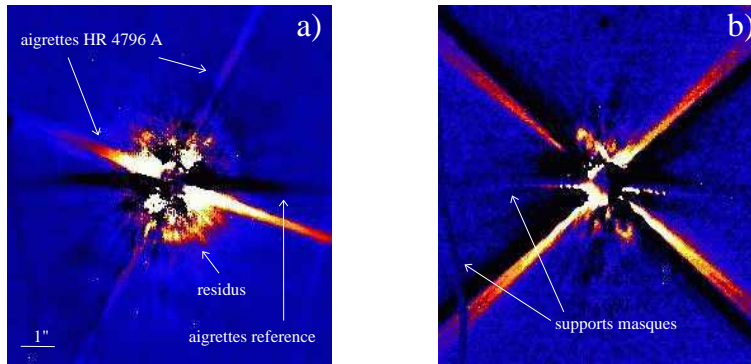 a)
aigrettes HR 4796 A
residus
aigrettes reference
1"
b)
supports masques